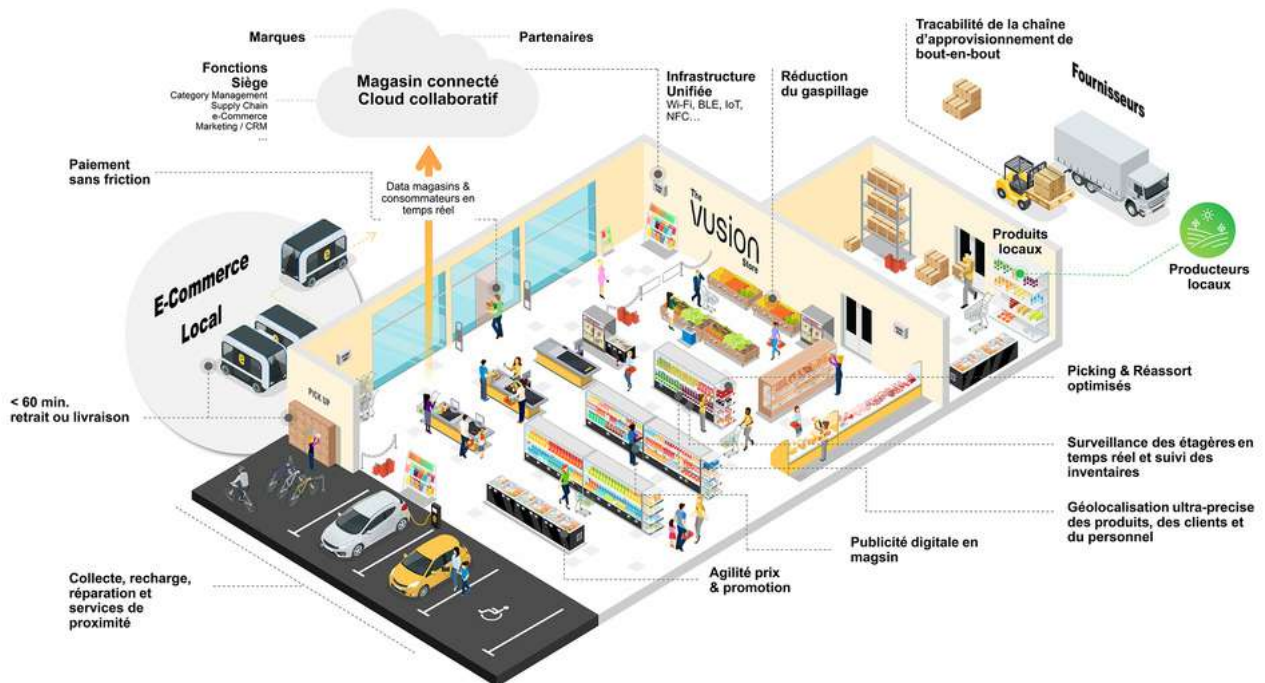 Marques
Partenaires
Magasin connecté
Cloud collaboratif
Fonctions
Siège
Category Management
Supply Chain
e-Commerce
Marketing / CRM
...
Infrastructure
Unifiée
Wi-Fi, BLE, IoT,
NFC...
Réduction
du gaspillage
Tracabilité de la chaîne
d'approvisionnement de
bout-en-bout
Fournisseurs
Paiement
sans friction
Data magasins &
consommateurs en
temps réel
The
Vusion
Store
Produits
locaux
Producteurs
locaux
E-Commerce
Local
e
e
PICK UP
< 60 min.
retrait ou livraison
Picking & Réassort
optimisés
Surveillance des étagères en
temps réel et suivi des
inventaires
Géolocalisation ultra-precise
des produits, des clients et
du personnel
Publicité digitale en
magsin
Agilité prix
& promotion
Collecte, recharge,
réparation et
services de
proximité